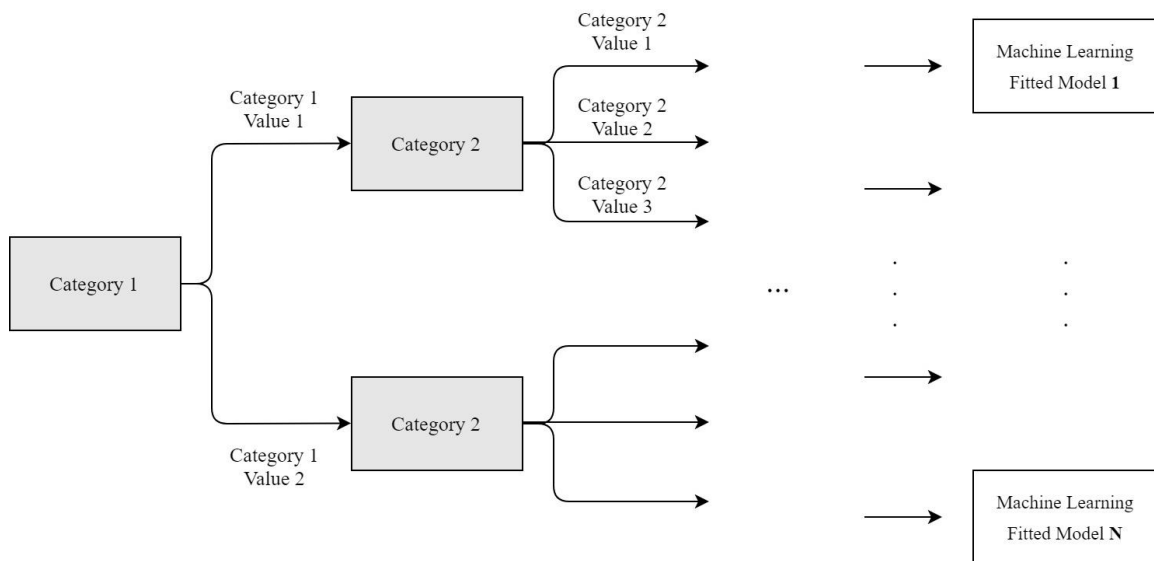 Category 2
Value 1
Machine Learning
Fitted Model 1
Category 1
Value 1
Category 2
Category 2
Value 2
Category 2
Value 3
Category 1
...
Category 2
Category 1
Value 2
Machine Learning
Fitted Model N